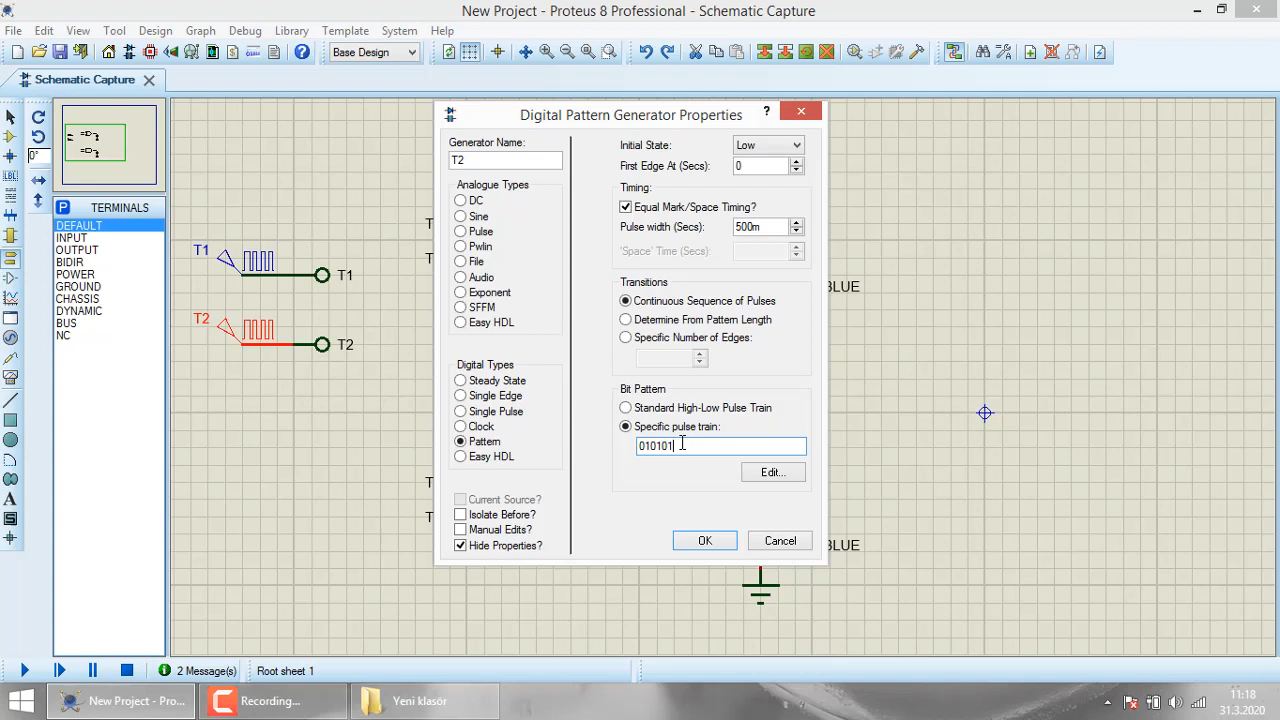 New Project - Proteus 8 Professional - Schematic Capture
File Edit View Tool Design Graph Debug Library Template System Help
Base Design
Schematic Capture
Digital Pattern Generator Properties
Generator Name:
T2
Analogue Types
DC
Sine
Pulse
Pwlin
File
Audio
Exponent
SFFM
Easy HDL
Digital Types
Steady State
Single Edge
Single Pulse
Clock
Pattern
Easy HDL
Current Source?
Isolate Before?
Manual Edits?
Hide Properties?
Initial State: Low
First Edge At (Secs): 0
Timing:
Equal Mark/Space Timing?
Pulse width (Secs): 500m
'Space' Time (Secs):
Transitions
Continuous Sequence of Pulses
Determine From Pattern Length
Specific Number of Edges:
Bit Pattern
Standard High-Low Pulse Train
Specific pulse train:
010101
Edit...
OK Cancel
0°
LBL
P TERMINALS
DEFAULT
INPUT
OUTPUT
BIDIR
POWER
GROUND
CHASSIS
DYNAMIC
BUS
NC
T1 T1
T2 T2
T
T
T
T
BLUE
BLUE
2 Message(s) Root sheet 1
New Project - Pro... Recording... Yeni klasör
11:18
31.3.2020